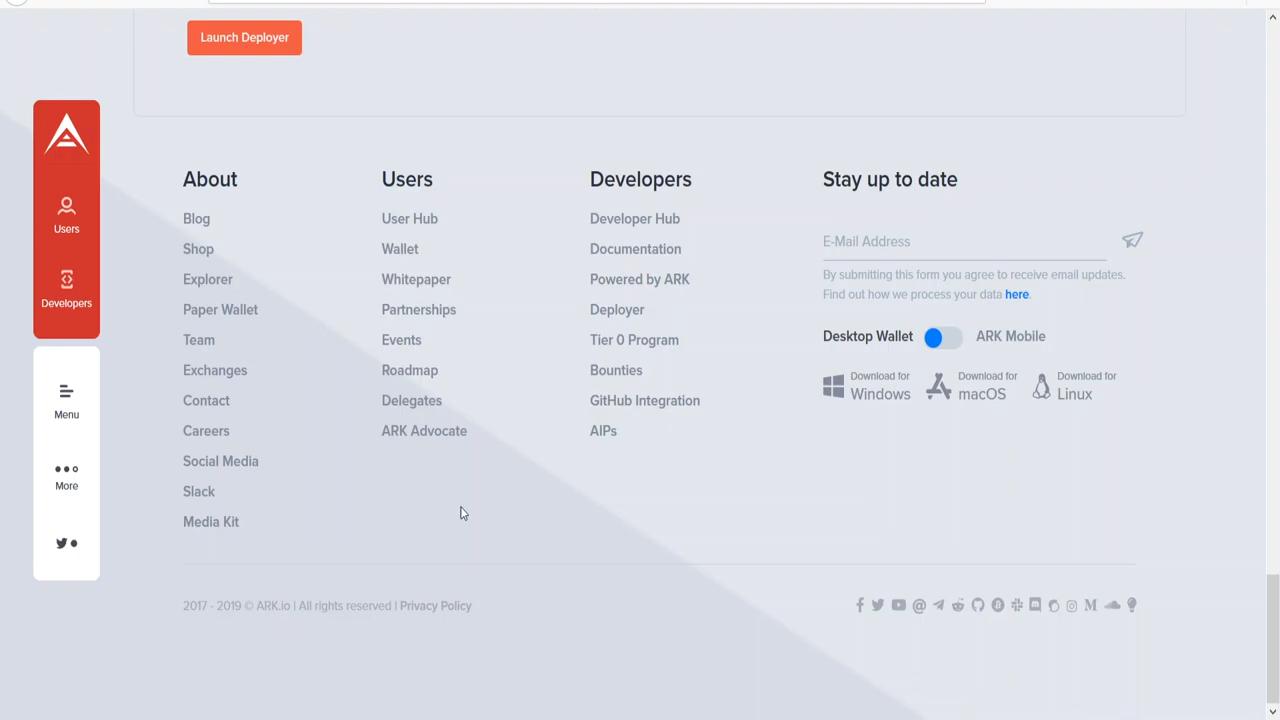 Launch Deployer
Users
Developers
Menu
More
About
Blog
Shop
Explorer
Paper Wallet
Team
Exchanges
Contact
Careers
Social Media
Slack
Media Kit
Users
User Hub
Wallet
Whitepaper
Partnerships
Events
Roadmap
Delegates
ARK Advocate
Developers
Developer Hub
Documentation
Powered by ARK
Deployer
Tier 0 Program
Bounties
GitHub Integration
AIPs
Stay up to date
E-Mail Address
By submitting this form you agree to receive email updates.
Find out how we process your data here.
Desktop Wallet ARK Mobile
Download for
Windows
Download for
macOS
Download for
Linux
2017 - 2019 © ARK.io | All rights reserved | Privacy Policy